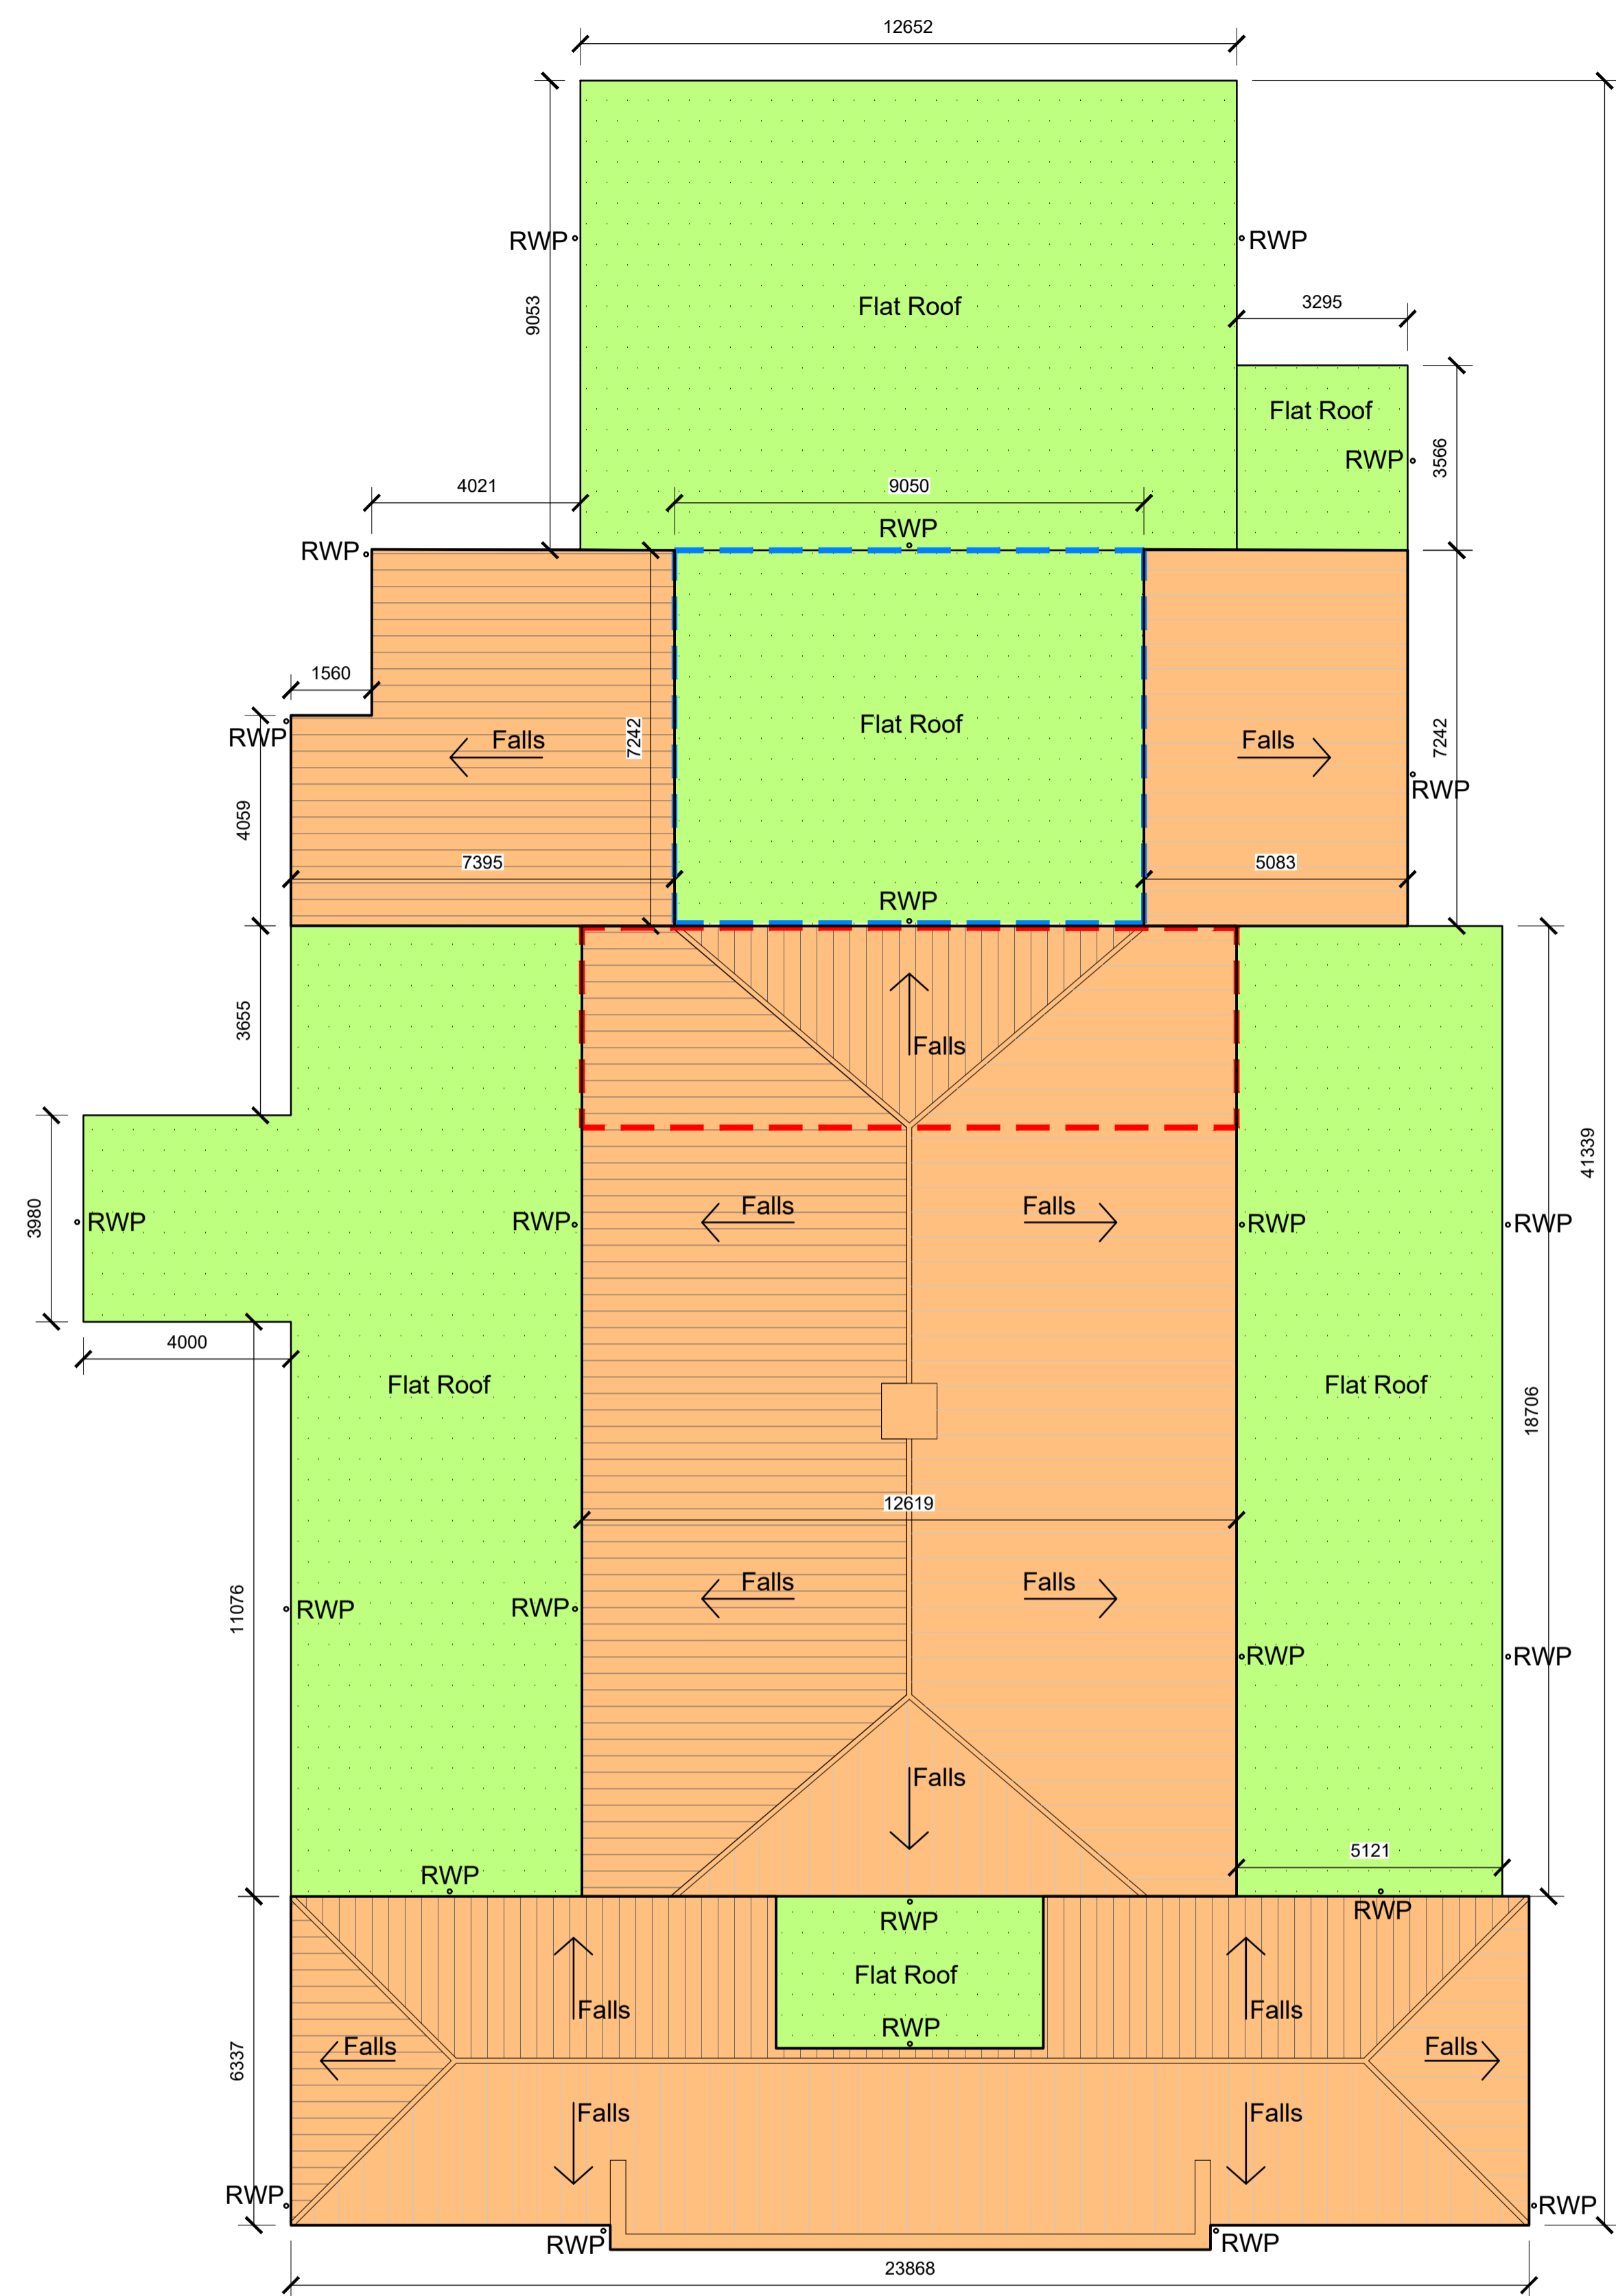 12652
RWP
RWP
9053
Flat Roof
3295
Flat Roof
RWP
3566
4021
9050
RWP
RWP
1560
RWP
Falls
7242
Flat Roof
Falls
7242
RWP
4059
7395
5083
RWP
3655
Falls
41339
3980
RWP
RWP
Falls
Falls
RWP
RWP
4000
Flat Roof
Flat Roof
18706
12619
11076
RWP
RWP
Falls
Falls
RWP
RWP
Falls
5121
RWP
RWP
RWP
Flat Roof
Falls
Falls
RWP
Falls
Falls
6337
Falls
Falls
RWP
RWP
RWP
RWP
23868